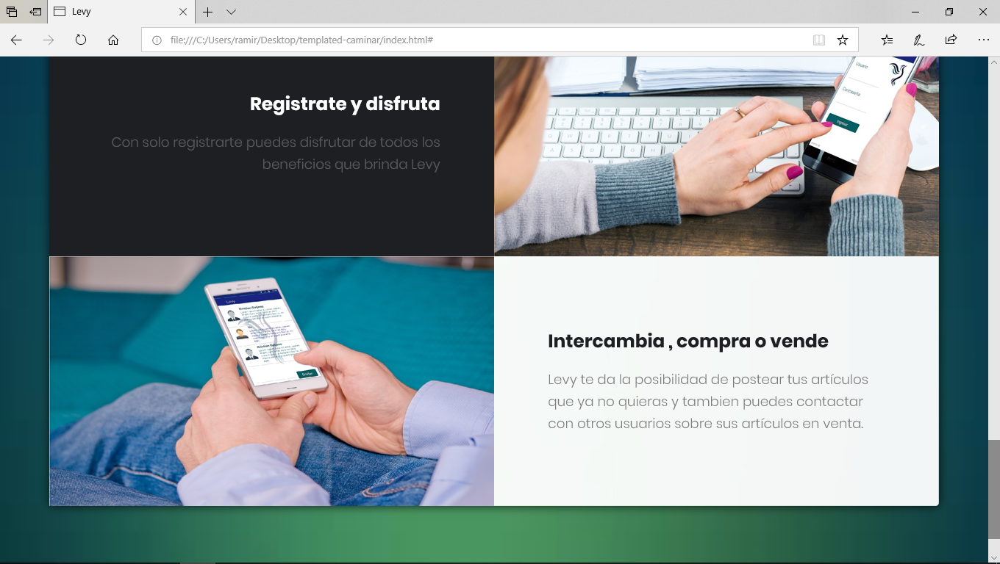 Levy
file:///C:/Users/ramir/Desktop/templated-caminar/index.html#
Registrate y disfruta
Con solo registrarte puedes disfrutar de todos los
beneficios que brinda Levy
Usuario
Contraseña
Ingresar
Levy
Enviar
Intercambia , compra o vende
Levy te da la posibilidad de postear tus artículos
que ya no quieras y tambien puedes contactar
con otros usuarios sobre sus artículos en venta.